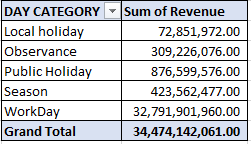 DAY CATEGORY Sum of Revenue
Local holiday 72,851,972.00
Observance 309,226,076.00
Public Holiday 876,599,576.00
Season 423,562,477.00
WorkDay 32,791,901,960.00
Grand Total 34,474,142,061.00